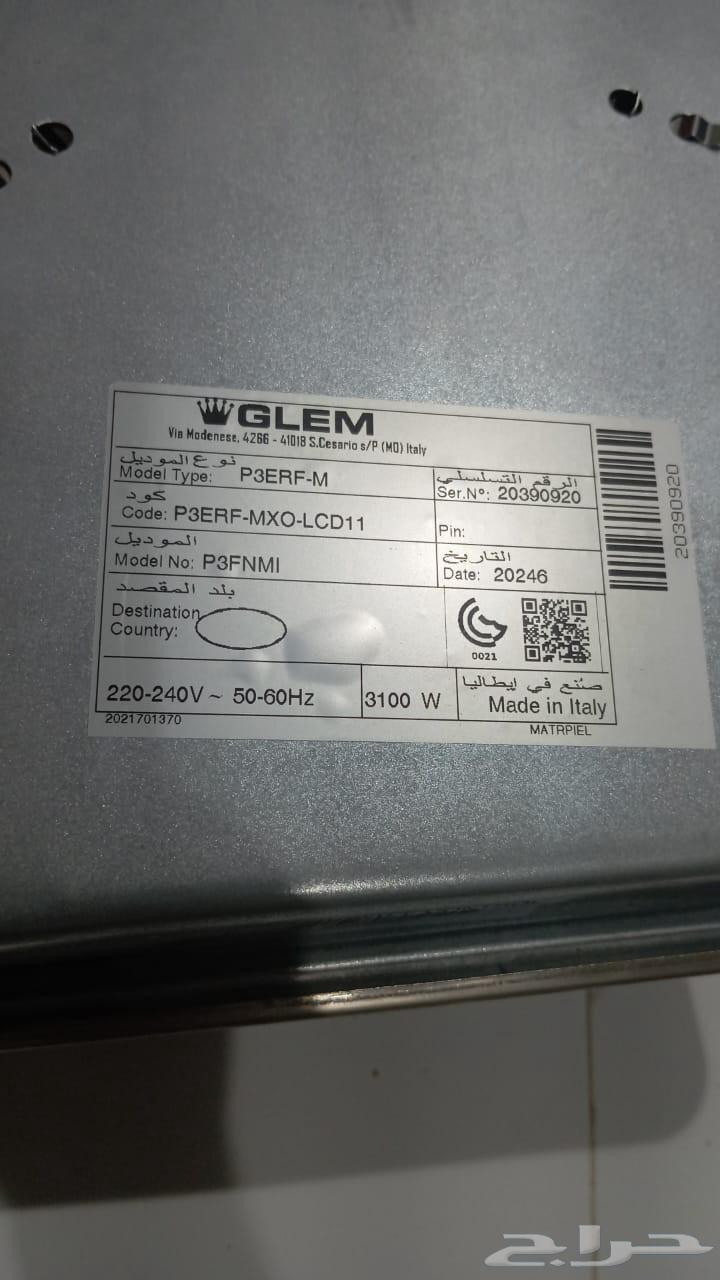 GLEM
Via Modenese, 4266 - 41018 S.Cesario s/P (MO) Italy
نوع الموديل
Model Type: P3ERF-M
الرقم التسلسلي
Ser.N°: 20390920
كود
Code: P3ERF-MXO-LCD11
Pin:
الموديل
Model No: P3FNMI
التاريخ
Date: 20246
بلد المقصد
Destination
Country:
0021
220-240V ~ 50-60Hz
3100 W
صنع في إيطاليا
Made in Italy
2021701370
MATRPIEL
20390920
حراج